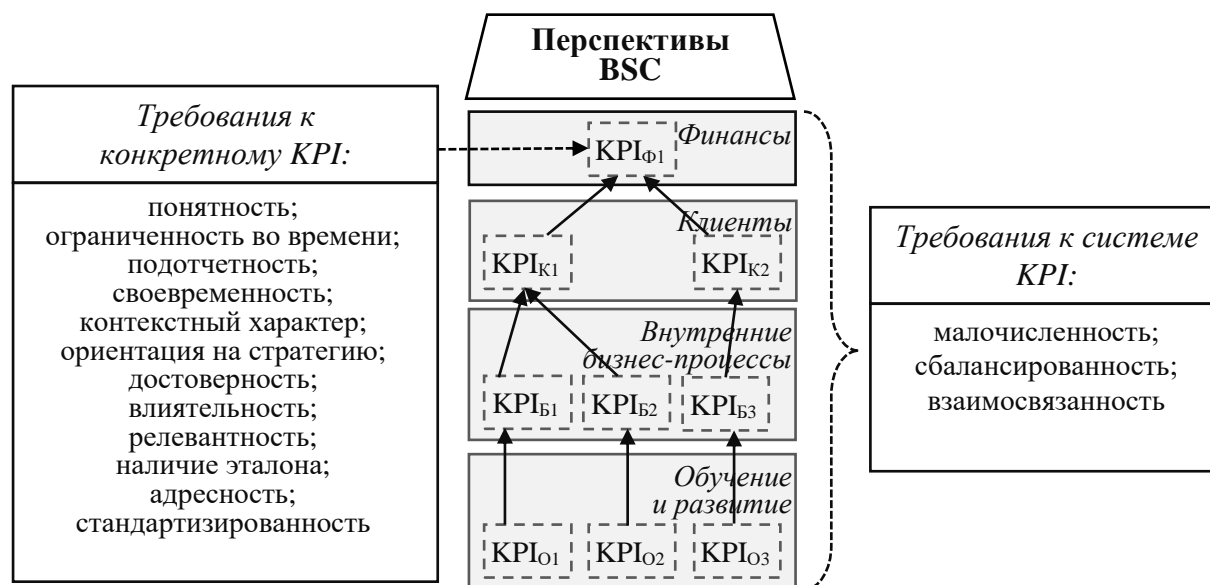 Перспективы
BSC
Требования к
конкретному KPI:
понятность;
ограниченность во времени;
подотчетность;
своевременность;
контекстный характер;
ориентация на стратегию;
достоверность;
влиятельность;
релевантность;
наличие эталона;
адресность;
стандартизированность
Финансы
KPIФ1
Клиенты
KPIК1 KPIК2
Внутренние
бизнес-процессы
KPIБ1 KPIБ2 KPIБ3
Обучение
и развитие
KPIО1 KPIО2 KPIО3
Требования к системе
KPI:
малочисленность;
сбалансированность;
взаимосвязанность